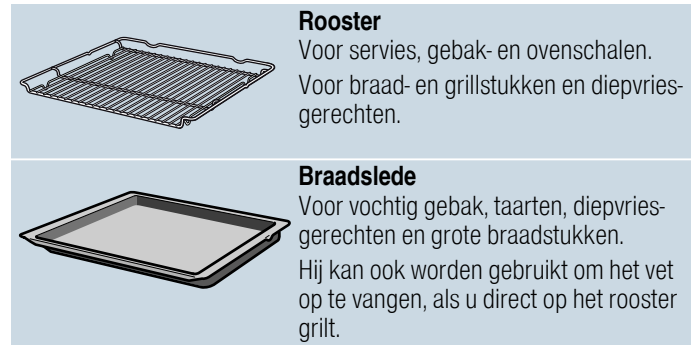 Rooster
Voor servies, gebak- en ovenschalen.
Voor braad- en grillstukken en diepvries-
gerechten.
Braadslede
Voor vochtig gebak, taarten, diepvries-
gerechten en grote braadstukken.
Hij kan ook worden gebruikt om het vet
op te vangen, als u direct op het rooster
grilt.